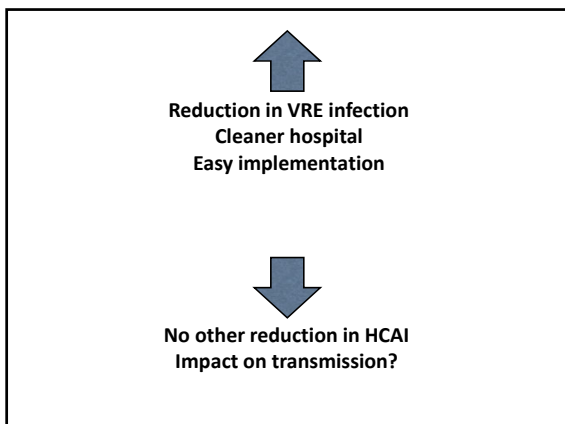 Reduction in VRE infection
Cleaner hospital
Easy implementation
No other reduction in HCAI
Impact on transmission?